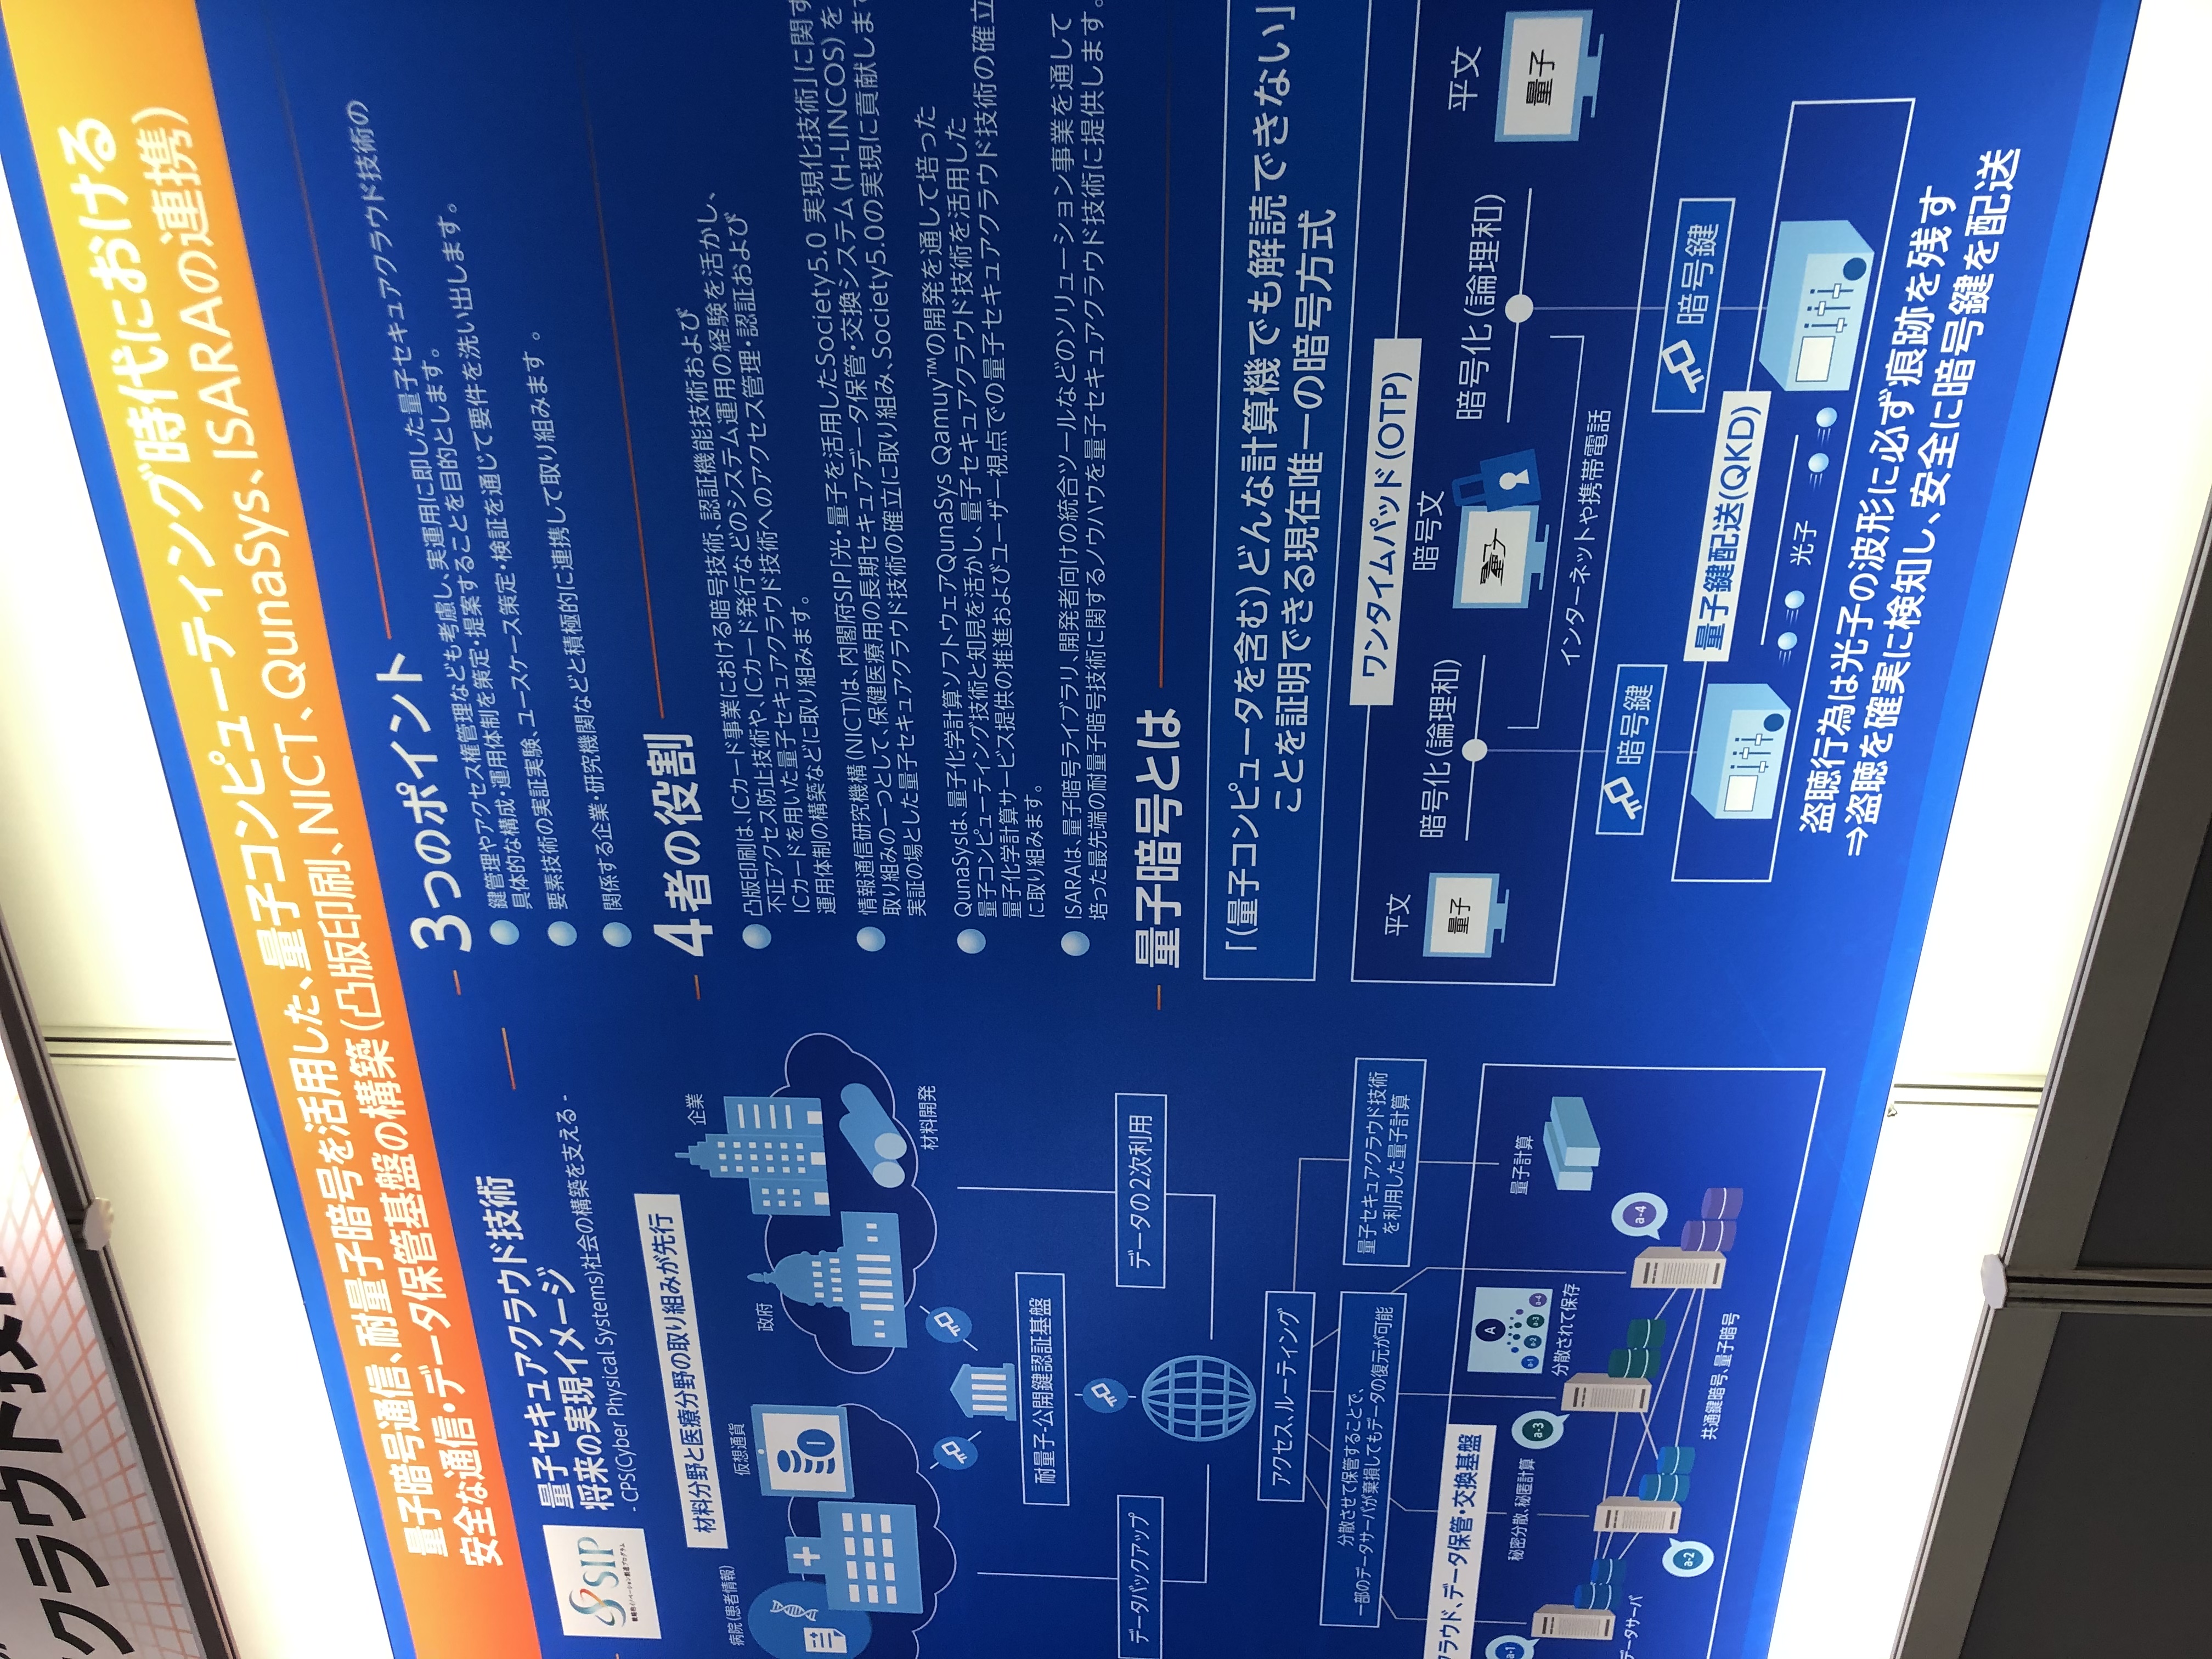 クラウド技術
量子暗号通信、耐量子暗号を活用した、量子コンピューティング時代における
安全な通信・データ保管基盤の構築(凸版印刷、NICT、QunaSys、ISARAの連携)
SIP
戦略的イノベーション創造プログラム
量子セキュアクラウド技術
将来の実現イメージ
- CPS(Cyber Physical Systems)社会の構築を支える -
材料分野と医療分野の取り組みが先行
病院(患者情報)
仮想通貨
政府
企業
材料開発
耐量子-公開鍵認証基盤
データバックアップ
データの2次利用
アクセス、ルーティング
分散させて保管することで、
一部のデータサーバが棄損してもデータの復元が可能
量子セキュアクラウド技術
を利用した量子計算
クラウド、データ保管・交換基盤
a-1
秘密分散、秘匿計算
a-3
A
a-1 a-2 a-3 a-4
分散されて保存
量子計算
データサーバ
a-2
a-4
共通鍵暗号、量子暗号
3つのポイント
鍵管理やアクセス権管理なども考慮し、実運用に即した量子セキュアクラウド技術の
具体的な構成・運用体制を策定・提案することを目的とします。
要素技術の実証実験、ユースケース策定・検証を通じて要件を洗い出します。
関係する企業・研究機関などと積極的に連携して取り組みます 。
4者の役割
凸版印刷は、ICカード事業における暗号技術、認証機能技術および
不正アクセス防止技術や、ICカード発行などのシステム運用の経験を活かし、
ICカードを用いた量子セキュアクラウド技術へのアクセス管理・認証および
運用体制の構築などに取り組みます。
情報通信研究機構(NICT)は、内閣府SIP「光・量子を活用したSociety5.0 実現化技術」に関す
取り組みの一つとして、保健医療用の長期セキュアデータ保管・交換システム(H-LINCOS)を
実証の場とした量子セキュアクラウド技術の確立に取り組み、Society5.0の実現に貢献しま
QunaSysは、量子化学計算ソフトウェアQunaSys Qamuy™の開発を通して培った
量子コンピューティング技術と知見を活かし、量子セキュアクラウド技術を活用した
量子化学計算サービス提供の推進およびユーザー視点での量子セキュアクラウド技術の確立
に取り組みます。
ISARAは、量子暗号ライブラリ、開発者向けの統合ツールなどのソリューション事業を通して
培った最先端の耐量子暗号技術に関するノウハウを量子セキュアクラウド技術に提供します。
量子暗号とは
「(量子コンピュータを含む)どんな計算機でも解読できない」
ことを証明できる現在唯一の暗号方式
ワンタイムパッド(OTP)
平文
量子
暗号化(論理和)
暗号文
量子
暗号化(論理和)
平文
量子
インターネットや携帯電話
暗号鍵
暗号鍵
量子鍵配送(QKD)
光子
盗聴行為は光子の波形に必ず痕跡を残す
⇒盗聴を確実に検知し、安全に暗号鍵を配送